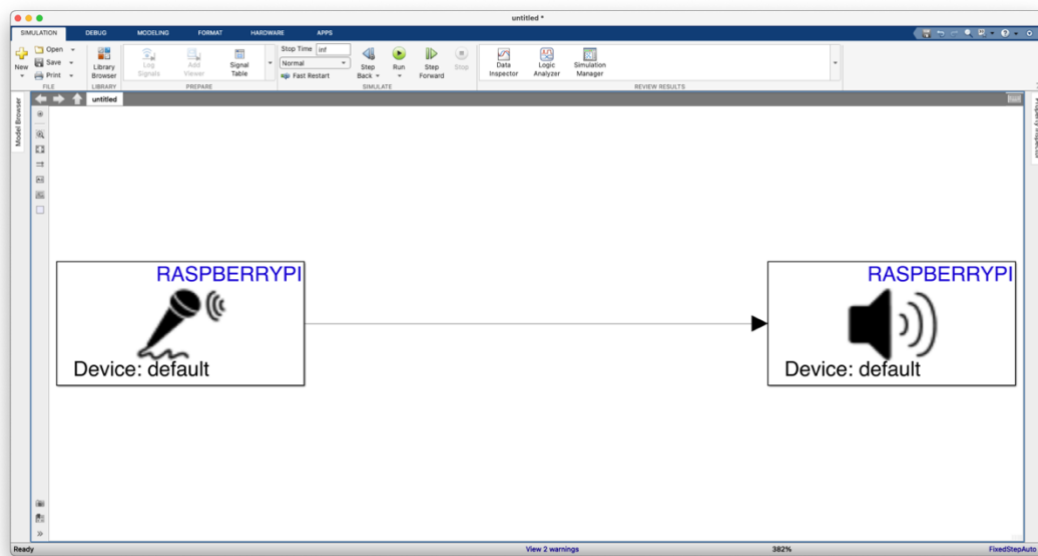 untitled *
SIMULATION DEBUG MODELING FORMAT HARDWARE APPS
New
Open
Save
Print
FILE
Library
Browser
LIBRARY
Log
Signals
Add
Viewer
Signal
Table
PREPARE
Stop Time inf
Normal
Fast Restart
Step
Back
Run
Step
Forward
Stop
SIMULATE
Data
Inspector
Logic
Analyzer
Simulation
Manager
REVIEW RESULTS
Model Browser
untitled
RASPBERRYPI
Device: default
RASPBERRYPI
Device: default
Ready View 2 warnings 382% FixedStepAuto